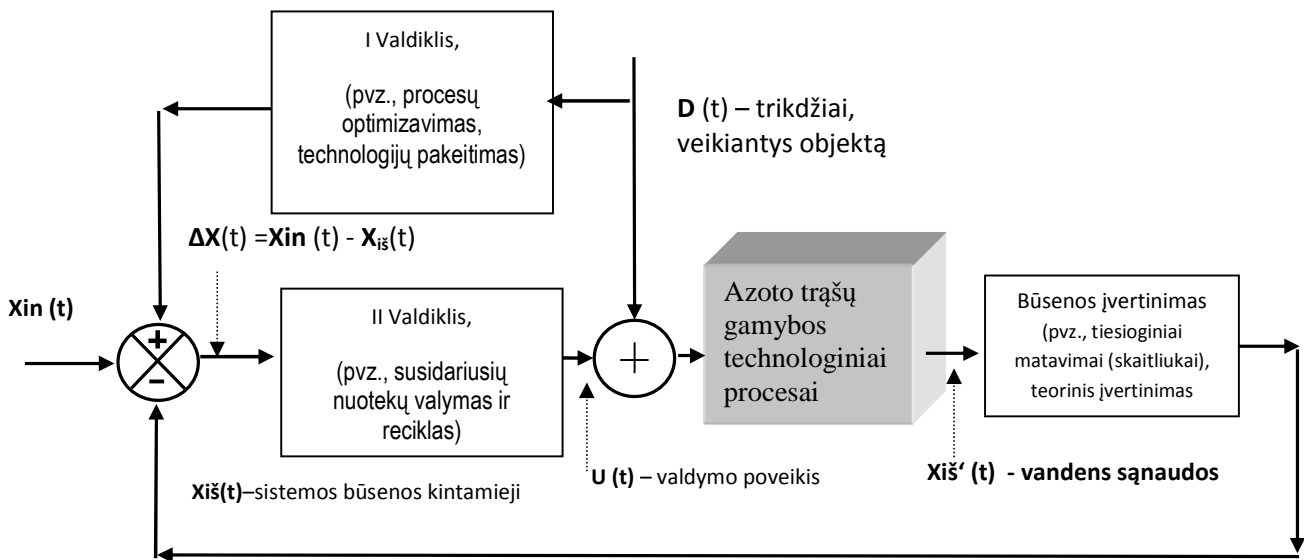 I Valdiklis,
(pvz., procesų
optimizavimas,
technologijų pakeitimas)
D (t) – trikdžiai,
veikiantys objektą
ΔX(t) =Xin (t) - Xiš(t)
Xin (t)
+
−
II Valdiklis,
(pvz., susidariusių
nuotekų valymas ir
reciklas)
+
Azoto trąšų
gamybos
technologiniai
procesai
Būsenos įvertinimas
(pvz., tiesioginiai
matavimai (skaitliukai),
teorinis įvertinimas
Xiš(t)–sistemos būsenos kintamieji
U (t) – valdymo poveikis
Xiš‘ (t) - vandens sąnaudos